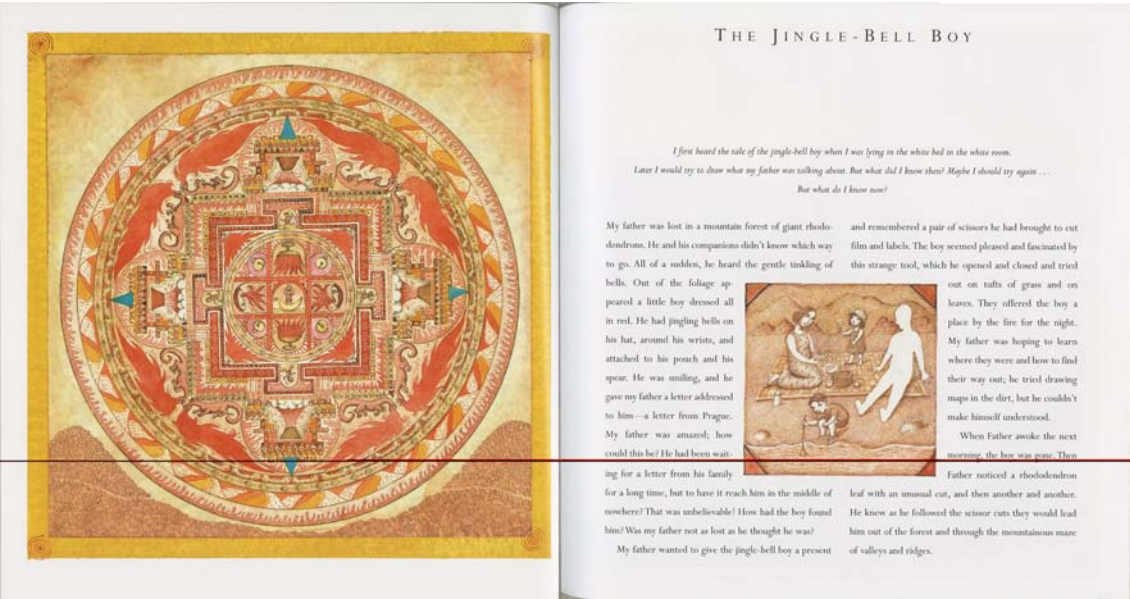 THE JINGLE-BELL BOY
I first heard the tale of the jingle-bell boy when I was lying in the white bed in the white room.
Later I would try to draw what my father was talking about. But what did I know then? Maybe I should try again . . .
But what do I know now?
My father was lost in a mountain forest of giant rhodo-
dendrons. He and his companions didn't know which way
to go. All of a sudden, he heard the gentle tinkling of
bells. Out of the foliage ap-
peared a little boy dressed all
in red. He had jingling bells on
his hat, around his wrists, and
attached to his pouch and his
spear. He was smiling, and he
gave my father a letter addressed
to him—a letter from Prague.
My father was amazed; how
could this be? He had been wait-
ing for a letter from his family
for a long time, but to have it reach him in the middle of
nowhere? That was unbelievable! How had the boy found
him? Was my father not as lost as he thought he was?
My father wanted to give the jingle-bell boy a present
and remembered a pair of scissors he had brought to cut
film and labels. The boy seemed pleased and fascinated by
this strange tool, which he opened and closed and tried
out on tufts of grass and on
leaves. They offered the boy a
place by the fire for the night.
My father was hoping to learn
where they were and how to find
their way out; he tried drawing
maps in the dirt, but he couldn't
make himself understood.
When Father awoke the next
morning, the boy was gone. Then
Father noticed a rhododendron
leaf with an unusual cut, and then another and another.
He knew as he followed the scissor cuts they would lead
him out of the forest and through the mountainous maze
of valleys and ridges.